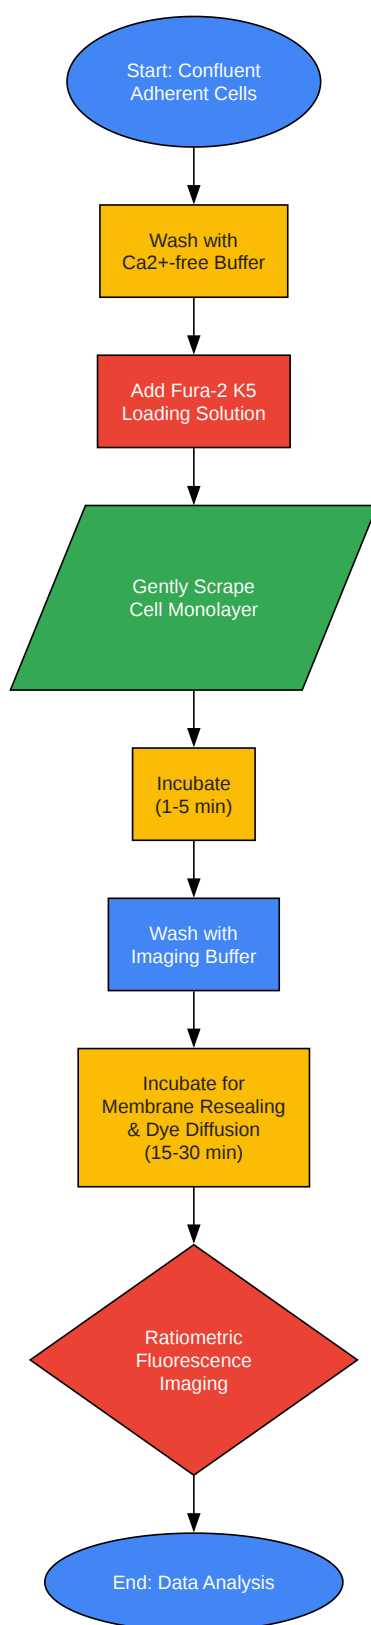 Start: Confluent
Adherent Cells
Wash with
Ca2+-free Buffer
Add Fura-2 K5
Loading Solution
Gently Scrape
Cell Monolayer
Incubate
(1-5 min)
Wash with
Imaging Buffer
Incubate for
Membrane Resealing
& Dye Diffusion
(15-30 min)
Ratiometric
Fluorescence
Imaging
End: Data Analysis